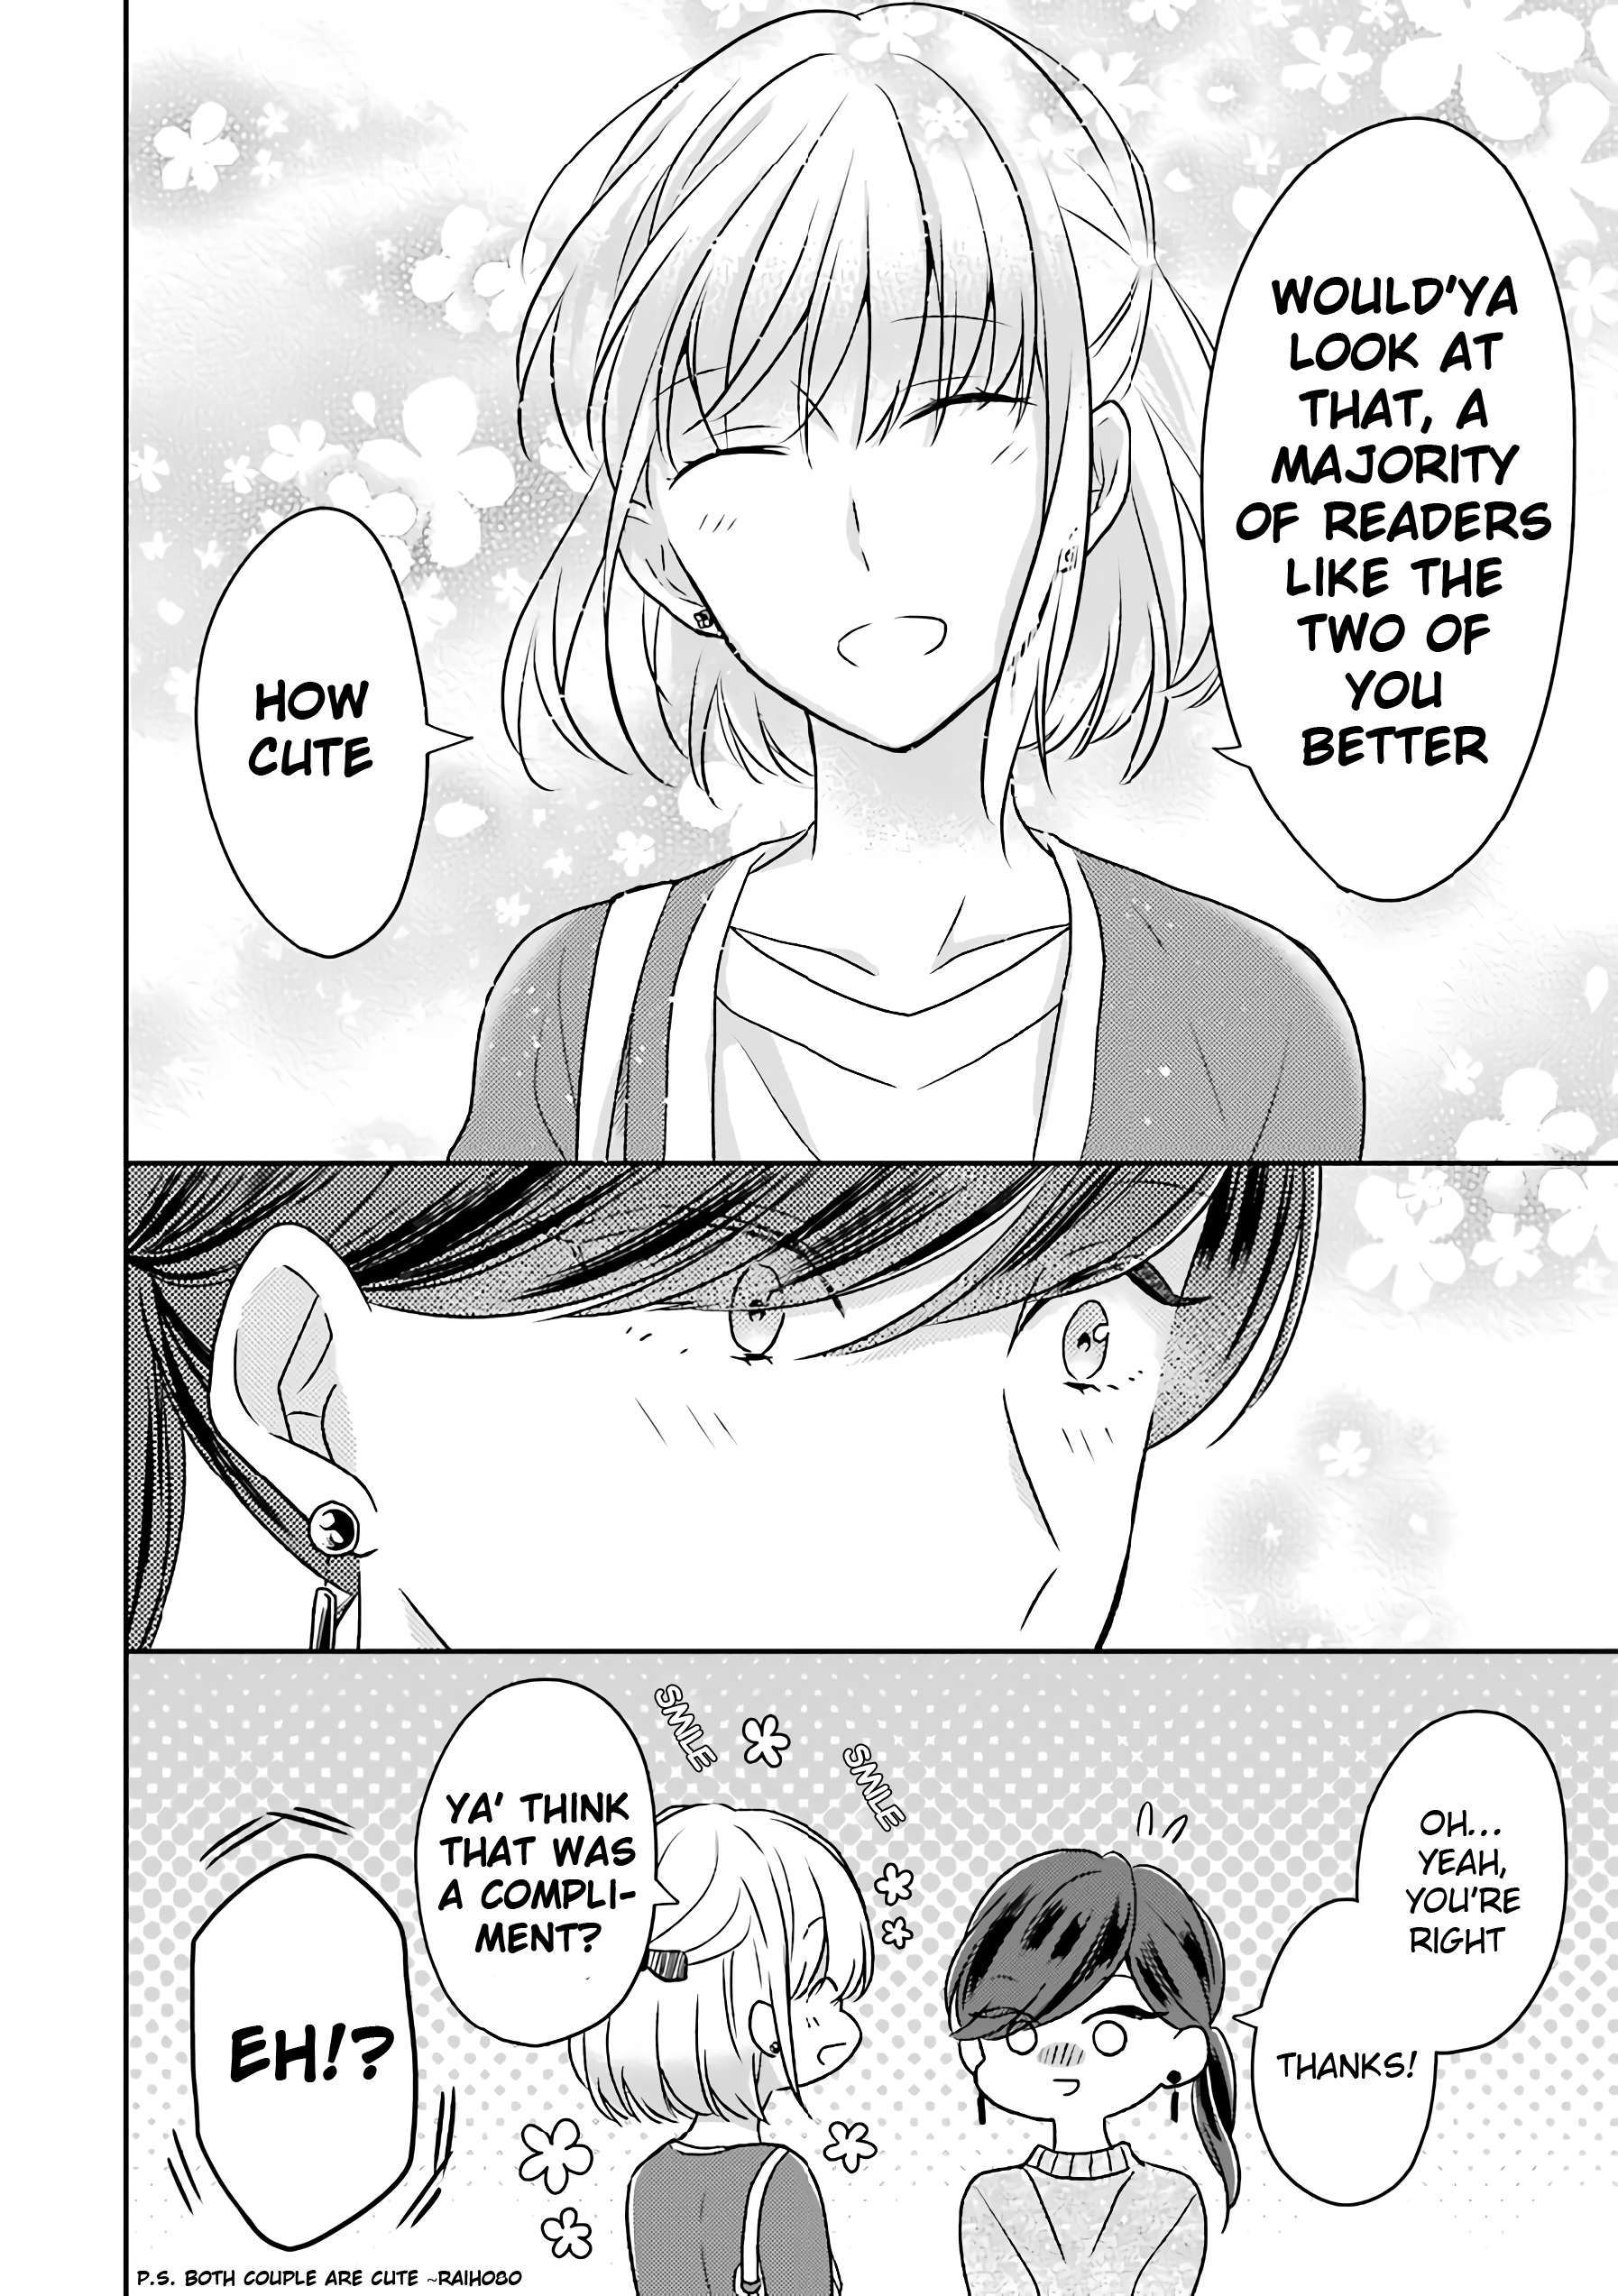 WOULD'YA
LOOK AT
THAT, A
MAJORITY
OF READERS
LIKE THE
TWO OF
YOU
BETTER
HOW
CUTE
OH...
YEAH,
YOU'RE
RIGHT
THANKS!
SMILE
SMILE
YA' THINK
THAT WAS
A COMPLI-
MENT?
EH!?
P.S. BOTH COUPLE ARE CUTE ~RAIHO80